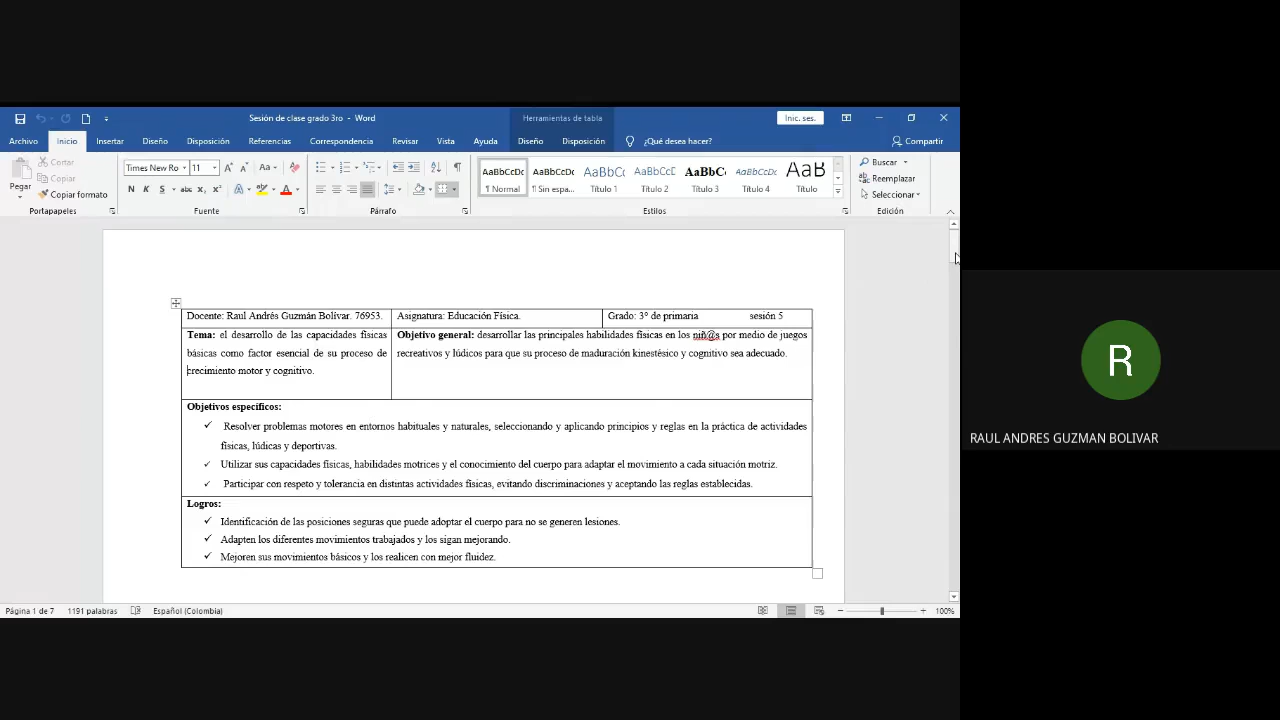 Sesión de clase grado 3ro - Word
Herramientas de tabla
Inic. ses.
Archivo Inicio Insertar Diseño Disposición Referencias Correspondencia Revisar Vista Ayuda Diseño Disposición ¿Qué desea hacer? Compartir
Pegar
Cortar
Copiar
Copiar formato
Portapapeles
Times New Ro 11
N K S abc x₂ x²
Fuente
Párrafo
AaBbCcDc AaBbCcDc AaBbCc AaBbCcD AaBbC AaBbCcD AaB
¶ Normal ¶ Sin espa... Título 1 Título 2 Título 3 Título 4 Título
Estilos
Buscar
Reemplazar
Seleccionar
Edición
Docente: Raul Andrés Guzmán Bolívar. 76953. Asignatura: Educación Física. Grado: 3° de primaria sesión 5
Tema: el desarrollo de las capacidades físicas
básicas como factor esencial de su proceso de
crecimiento motor y cognitivo.
Objetivo general: desarrollar las principales habilidades físicas en los niñ@s por medio de juegos
recreativos y lúdicos para que su proceso de maduración kinestésico y cognitivo sea adecuado.
Objetivos específicos:
✓ Resolver problemas motores en entornos habituales y naturales, seleccionando y aplicando principios y reglas en la práctica de actividades
físicas, lúdicas y deportivas.
✓ Utilizar sus capacidades físicas, habilidades motrices y el conocimiento del cuerpo para adaptar el movimiento a cada situación motriz.
✓ Participar con respeto y tolerancia en distintas actividades físicas, evitando discriminaciones y aceptando las reglas establecidas.
Logros:
✓ Identificación de las posiciones seguras que puede adoptar el cuerpo para no se generen lesiones.
✓ Adapten los diferentes movimientos trabajados y los sigan mejorando.
✓ Mejoren sus movimientos básicos y los realicen con mejor fluidez.
Página 1 de 7 1191 palabras Español (Colombia) 100%
R
RAUL ANDRES GUZMAN BOLIVAR